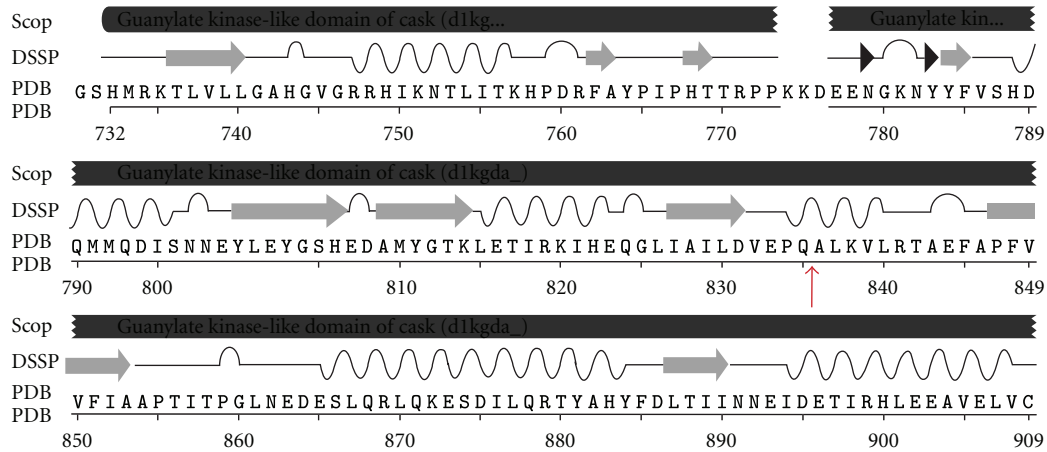 Scop Guanylate kinase-like domain of cask (d1kg... Guanylate kin...
DSSP
PDB GSHMRKTLVLLGAHGVGRRHIKNTLITKHPDRFAYPIPHTTRPPKKDEENGKNYYFVSHD
PDB
732 740 750 760 770 780 789
Scop Guanylate kinase-like domain of cask (d1kgda_)
DSSP
PDB QMMQDISNNEYLEYGSHEDAMYGTKLETIRKIHEQGLIAILDVEPQALKVLRTAEFAPFV
PDB
790 800 810 820 830 840 849
Scop Guanylate kinase-like domain of cask (d1kgda_)
DSSP
PDB VFIAAPTITPGLNEDESLQRLQKESDILQRTYAHYFDLTIINNEIDETIRHLEEAVELVC
PDB
850 860 870 880 890 900 909